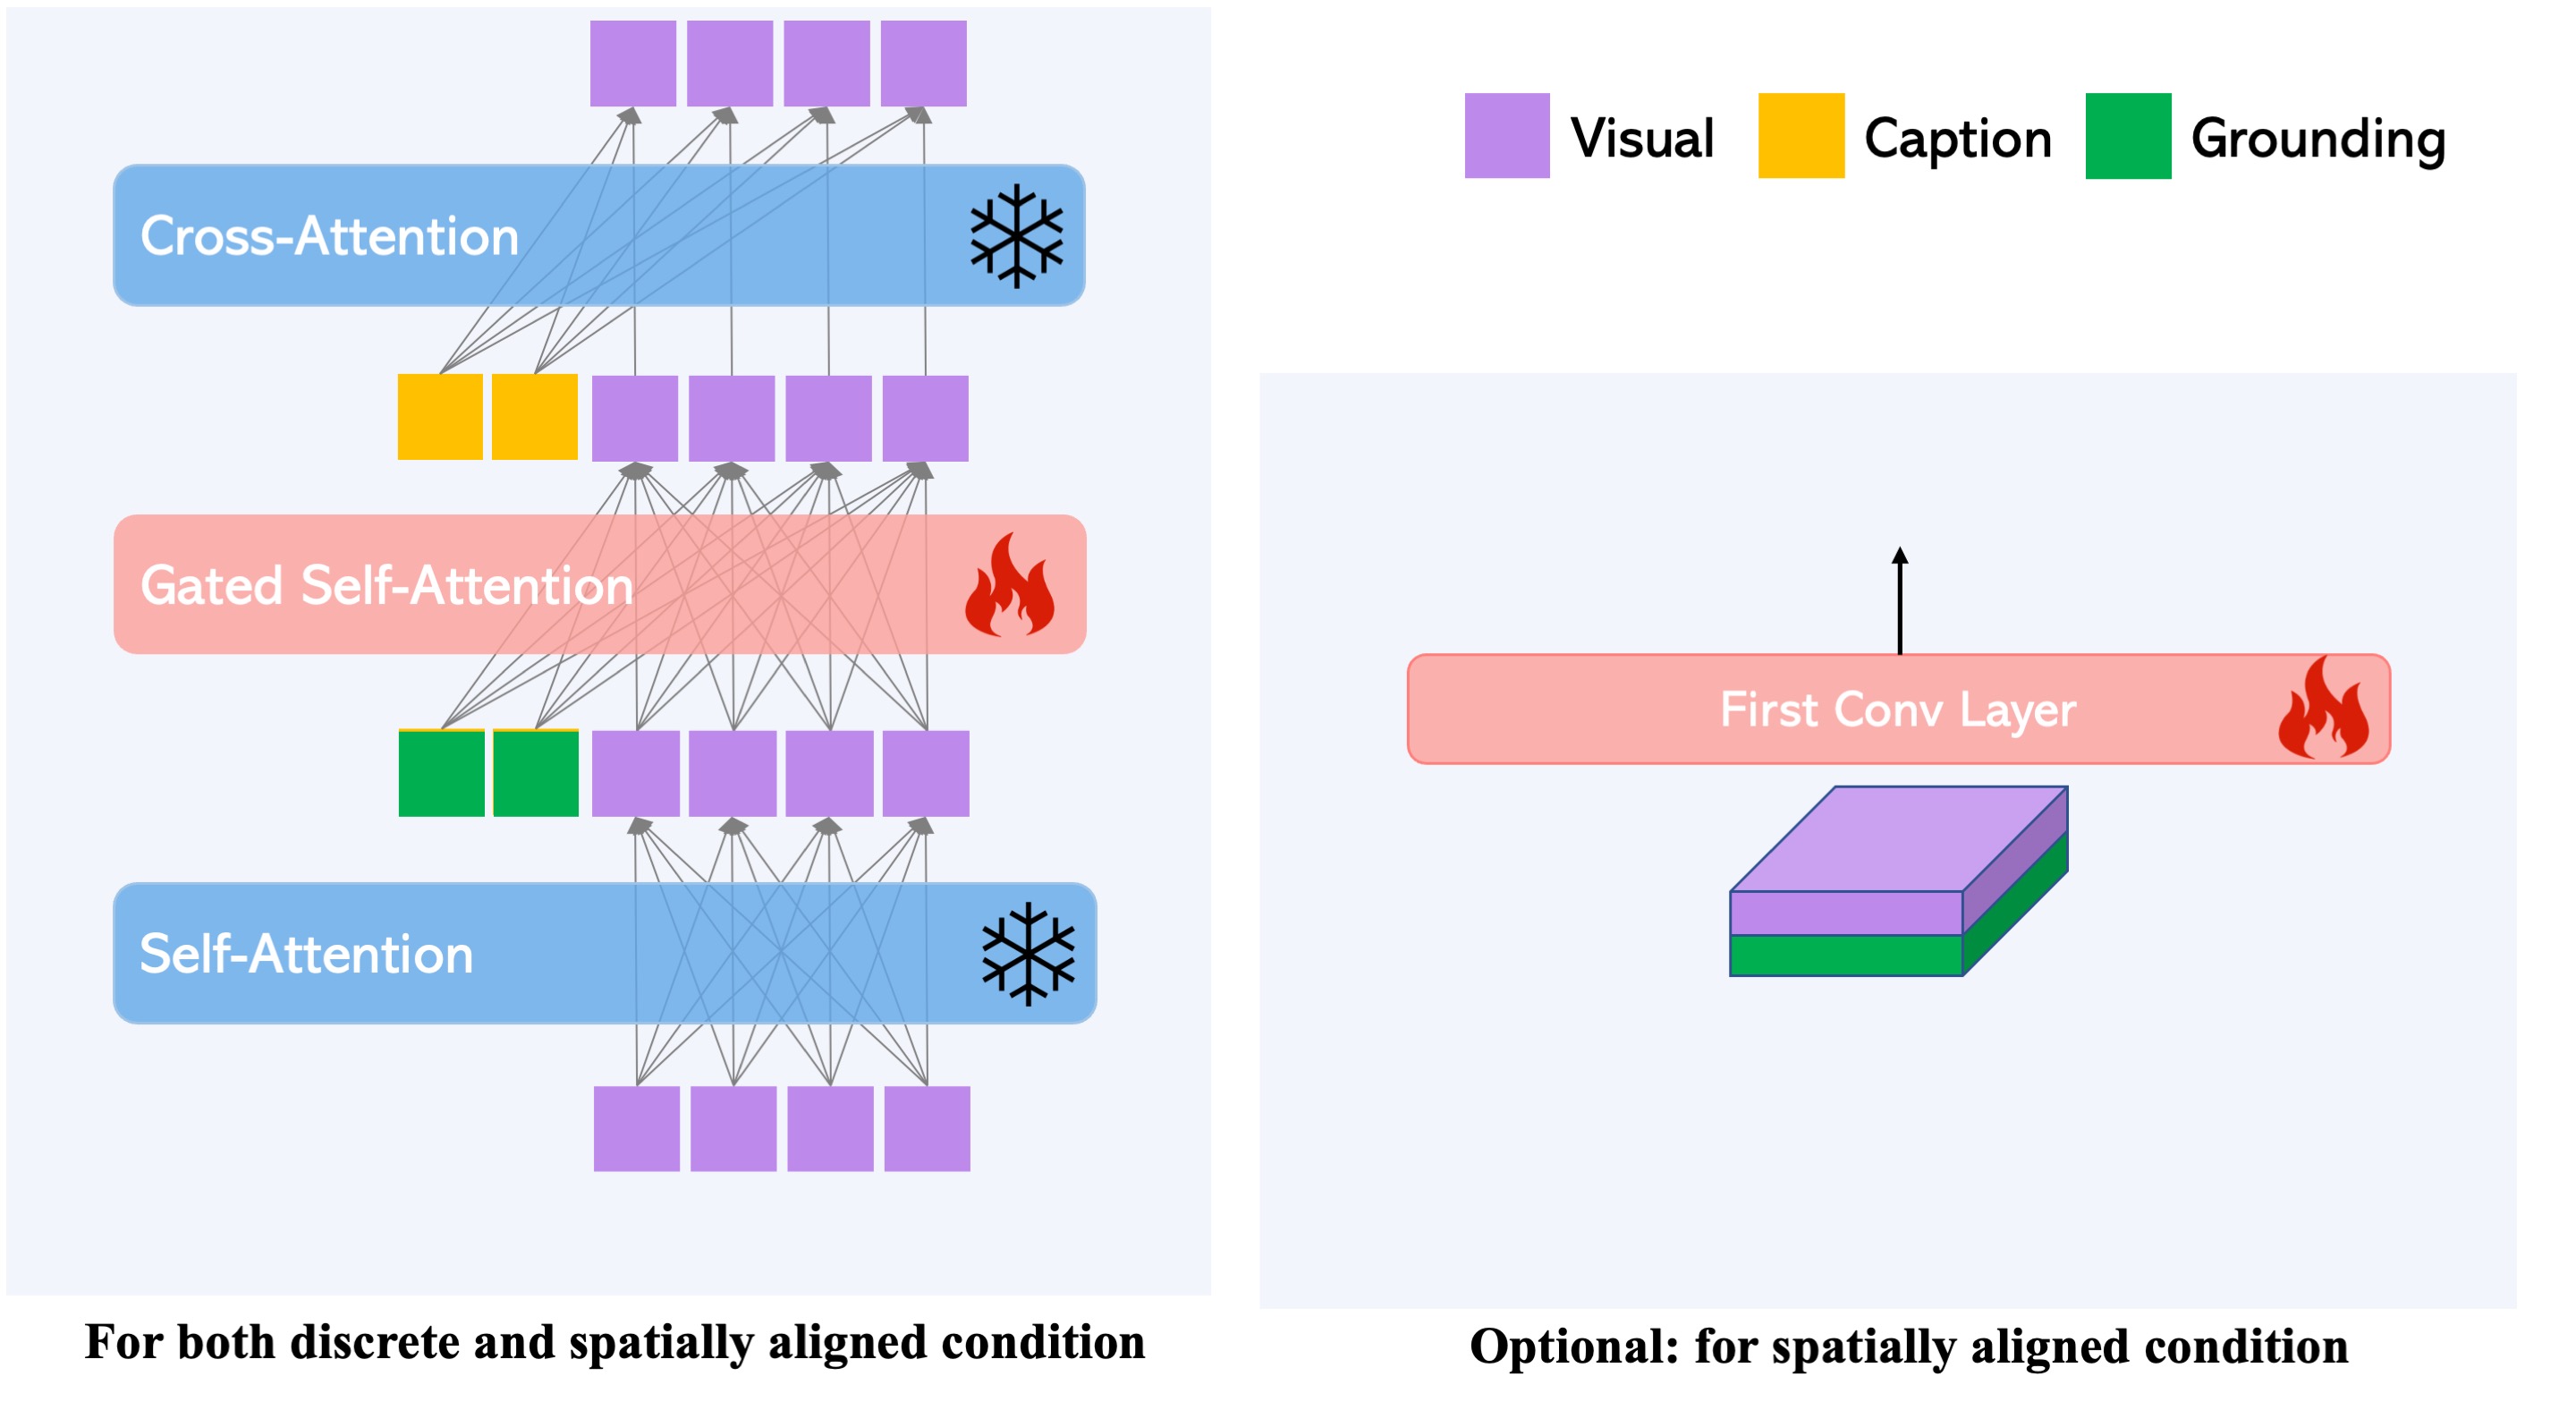 Visual
Caption
Grounding
Cross-Attention
Gated Self-Attention
Self-Attention
For both discrete and spatially aligned condition
First Conv Layer
Optional: for spatially aligned condition